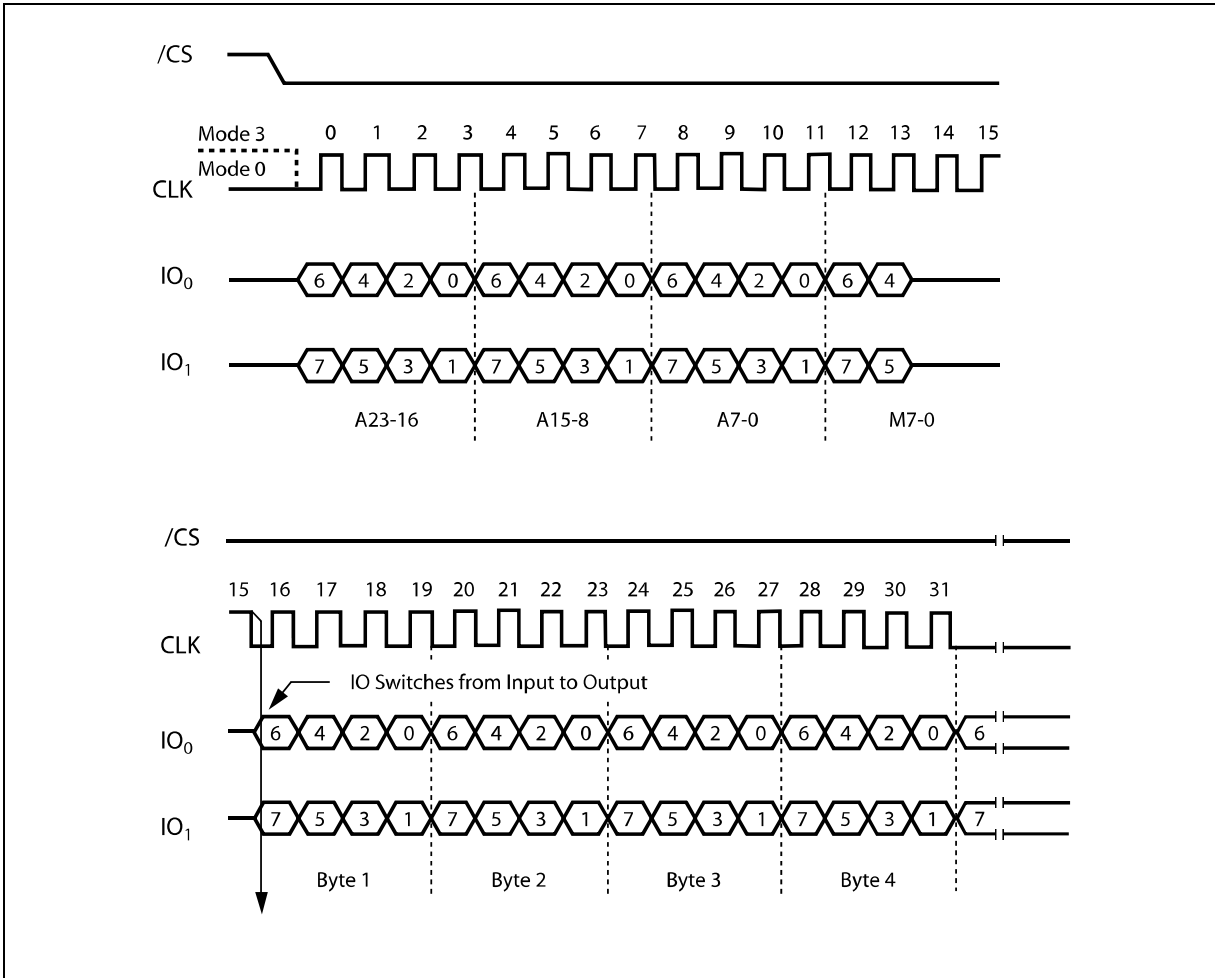 /CS
Mode 3
0 1 2 3 4 5 6 7 8 9 10 11 12 13 14 15
Mode 0
CLK
IO0 6 4 2 0 6 4 2 0 6 4 2 0 6 4
IO1 7 5 3 1 7 5 3 1 7 5 3 1 7 5
A23-16 A15-8 A7-0 M7-0
/CS
15 16 17 18 19 20 21 22 23 24 25 26 27 28 29 30 31
CLK
IO Switches from Input to Output
IO0 6 4 2 0 6 4 2 0 6 4 2 0 6 4 2 0 6
IO1 7 5 3 1 7 5 3 1 7 5 3 1 7 5 3 1 7
Byte 1 Byte 2 Byte 3 Byte 4